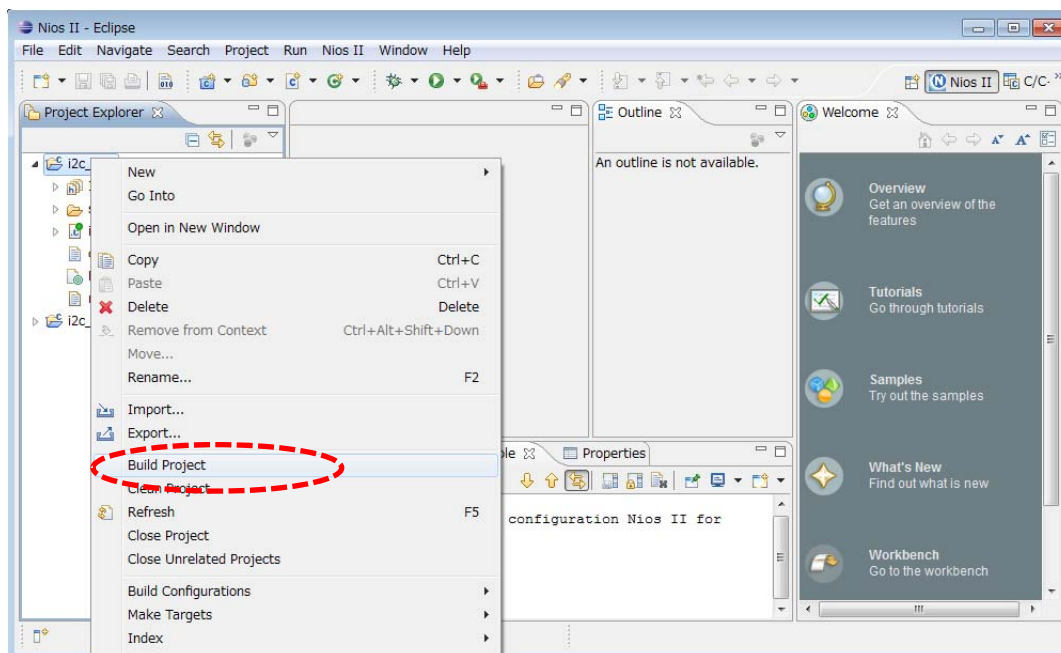 Nios II - Eclipse
File Edit Navigate Search Project Run Nios II Window Help
Nios II C/C
Project Explorer
Outline
Welcome
i2c_
An outline is not available.
New
Go Into
Open in New Window
Copy Ctrl+C
Paste Ctrl+V
Delete Delete
Remove from Context Ctrl+Alt+Shift+Down
Move...
Rename... F2
Import...
Export...
Build Project
Clean Project
Refresh F5
Close Project
Close Unrelated Projects
Build Configurations
Make Targets
Index
i2c_
Properties
configuration Nios II for
Overview
Get an overview of the
features
Tutorials
Go through tutorials
Samples
Try out the samples
What's New
Find out what is new
Workbench
Go to the workbench